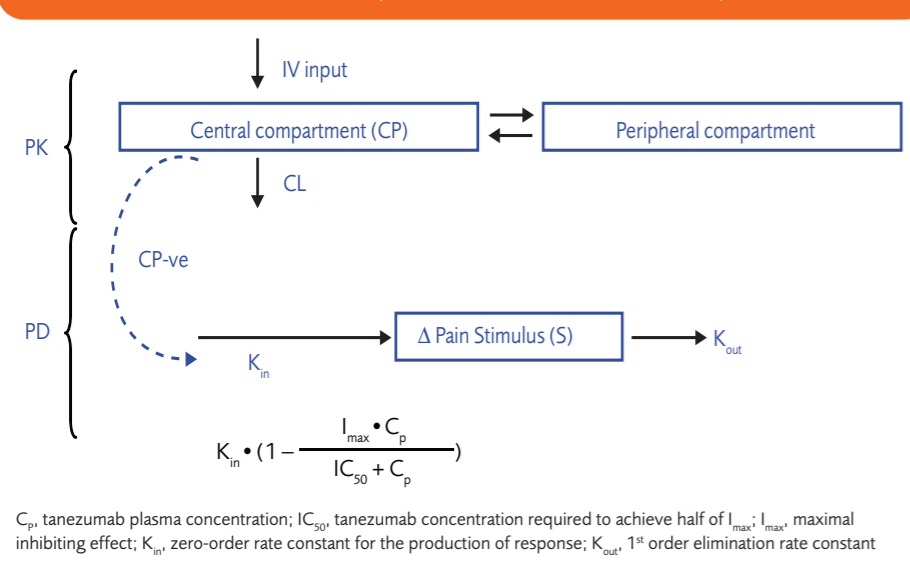 IV input
Central compartment (CP)
Peripheral compartment
PK
CL
CP-ve
PD
Δ Pain Stimulus (S)
K_out
K_in
K_in • (1 – I_max • C_p / IC_50 + C_p)
C_P, tanezumab plasma concentration; IC_50, tanezumab concentration required to achieve half of I_max; I_max, maximal
inhibiting effect; K_in, zero-order rate constant for the production of response; K_out, 1st order elimination rate constant